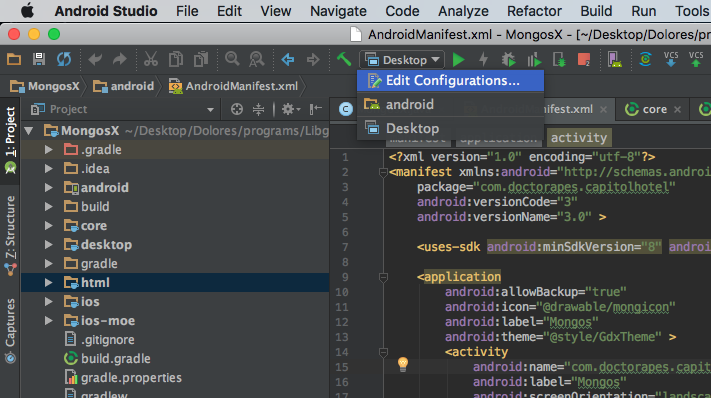 Android Studio File Edit View Navigate Code Analyze Refactor Build Run Tools
AndroidManifest.xml - MongosX - [~/Desktop/Dolores/pr
Desktop
VCS VCS
MongosX android AndroidManifest.xml
Edit Configurations...
android
Desktop
1: Project
Z: Structure
Captures
Project
ifest.xml core
manifest application activity
MongosX ~/Desktop/Dolores/programs/Libg
.gradle
.idea
android
build
core
desktop
gradle
html
ios
ios-moe
.gitignore
build.gradle
gradle.properties
gradlew
1 <?xml version="1.0" encoding="utf-8"?>
2 <manifest xmlns:android="http://schemas.andro
3 package="com.doctorapes.capitolhotel"
4 android:versionCode="3"
5 android:versionName="3.0" >
6
7 <uses-sdk android:minSdkVersion="8" android
8
9 <application
10 android:allowBackup="true"
11 android:icon="@drawable/mongicon"
12 android:label="Mongos"
13 android:theme="@style/GdxTheme" >
14 <activity
15 android:name="com.doctorapes.capito
16 android:label="Mongos"
17 android:screenOrientation="landsca